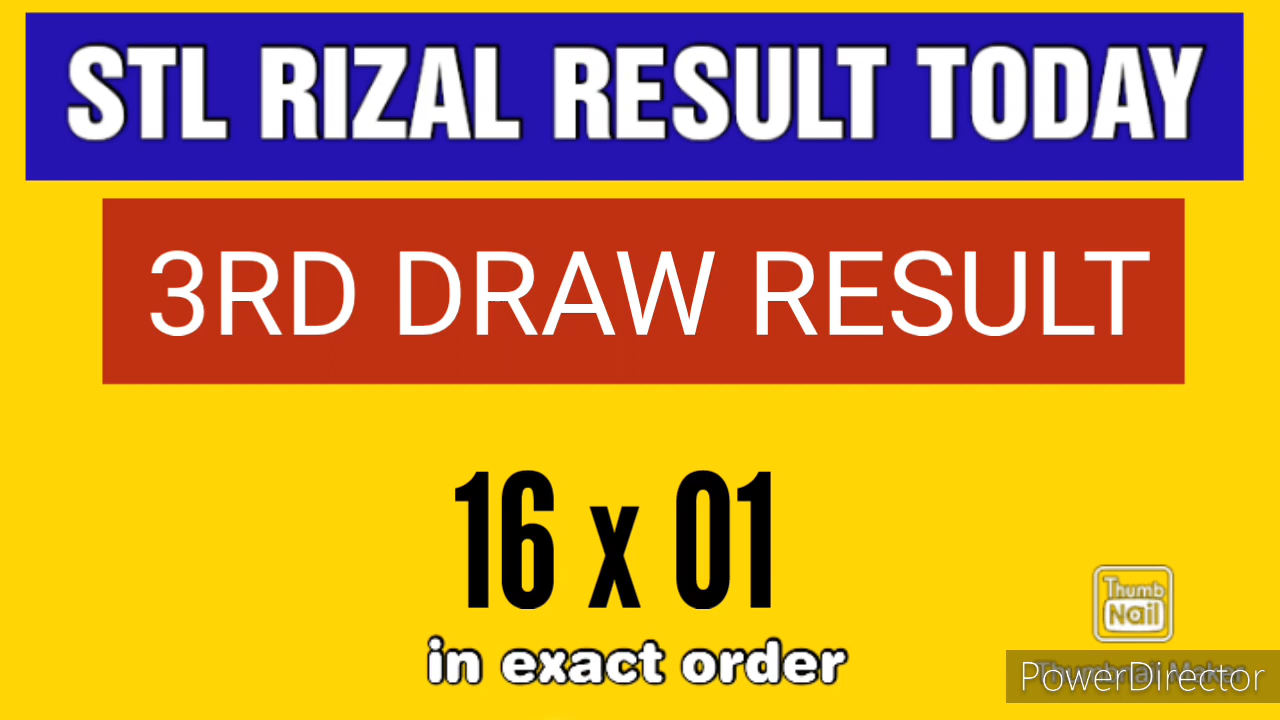 STL RIZAL RESULT TODAY
3RD DRAW RESULT
16 x 01
in exact order
Thumb
Nail
PowerDirector